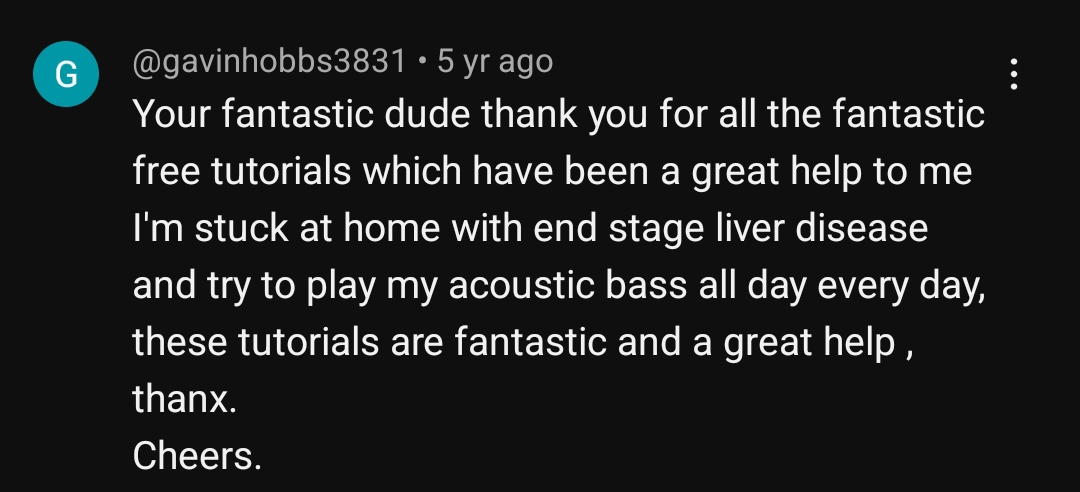 G
@gavinhobbs3831 • 5 yr ago
Your fantastic dude thank you for all the fantastic
free tutorials which have been a great help to me
I'm stuck at home with end stage liver disease
and try to play my acoustic bass all day every day,
these tutorials are fantastic and a great help ,
thanx.
Cheers.